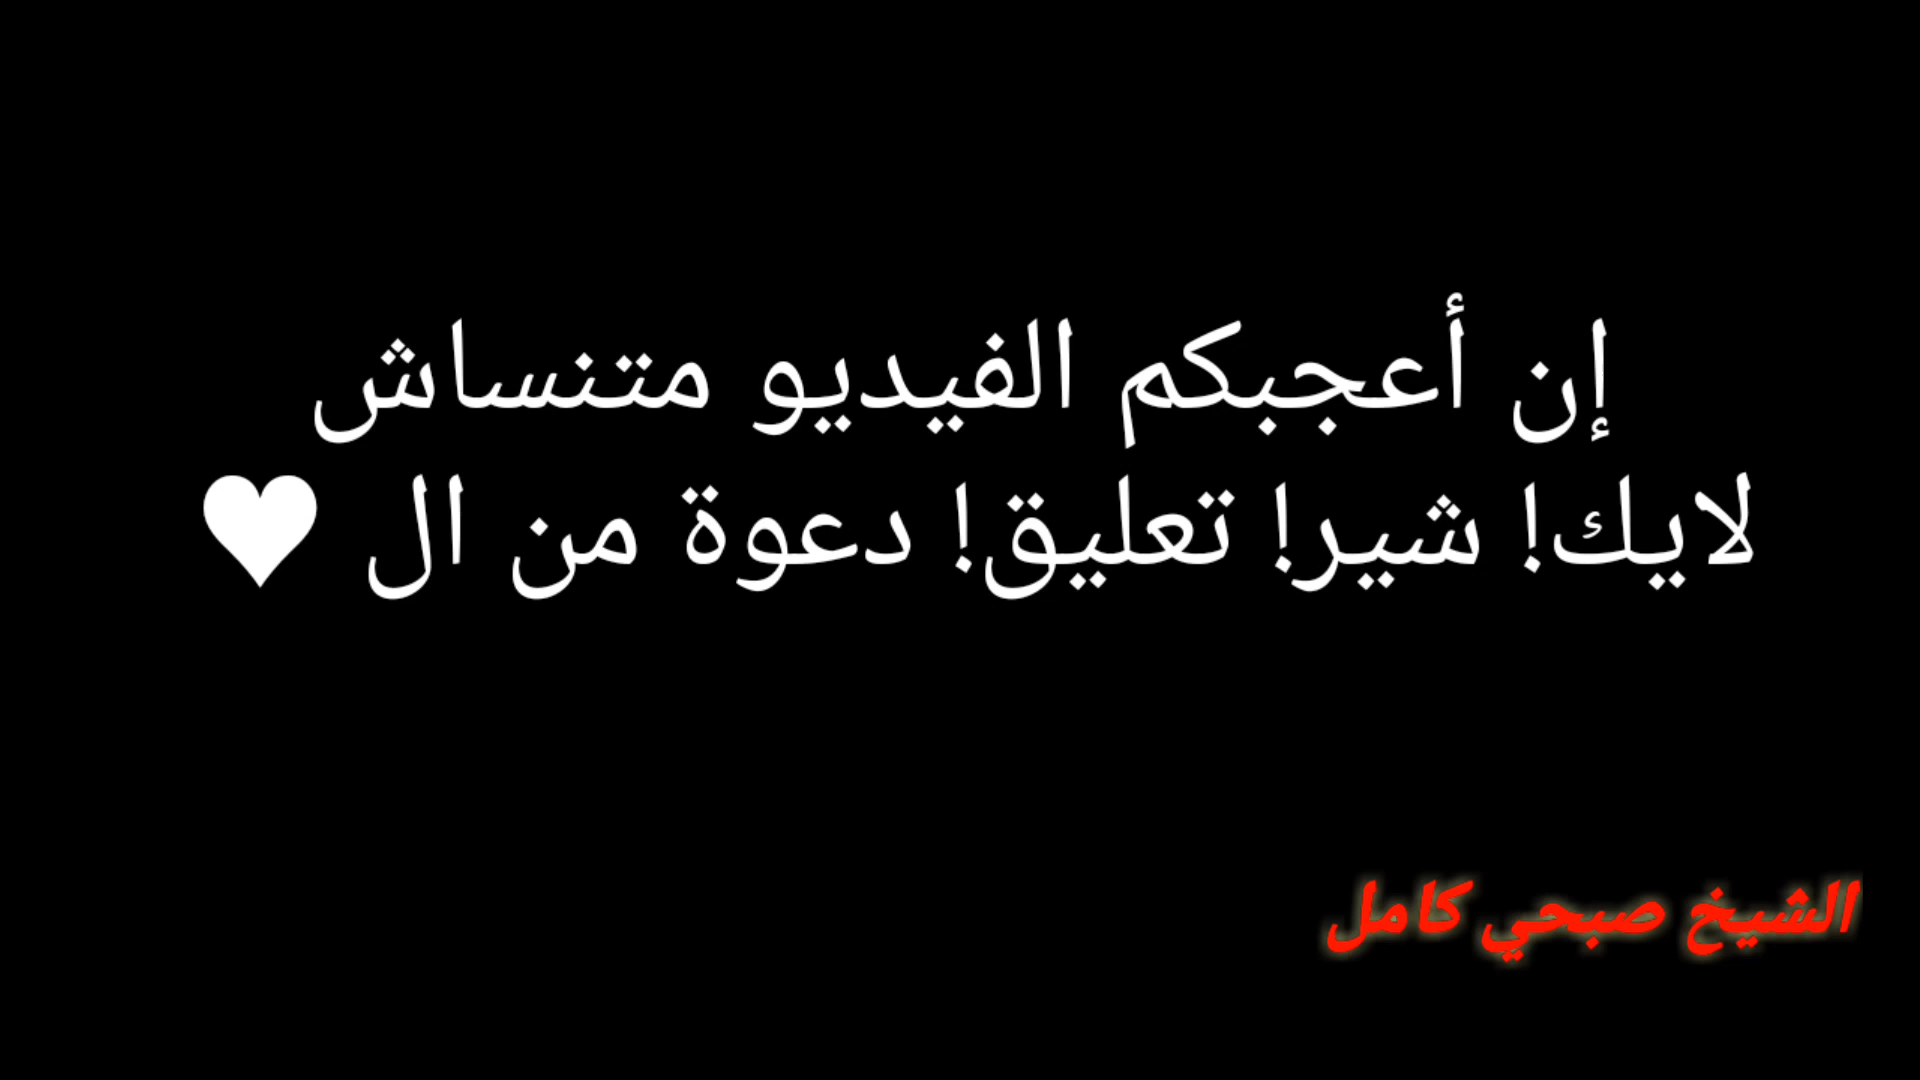 إن أعجبكم الفيديو متنساش
لايك! شير! تعليق! دعوة من ال ♥
الشيخ صبحي كامل